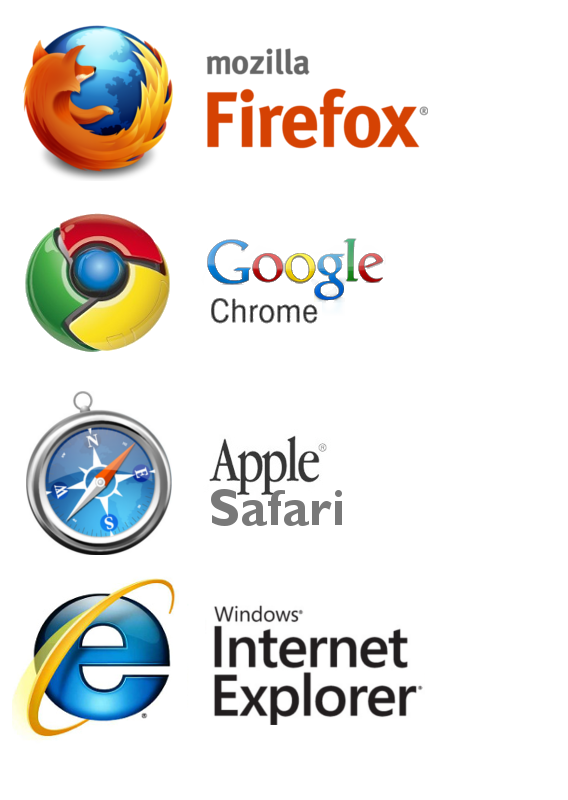 mozilla
Firefox®
Google
Chrome
N
E
W
S
Apple®
Safari
e
®
Windows®
Internet
Explorer®